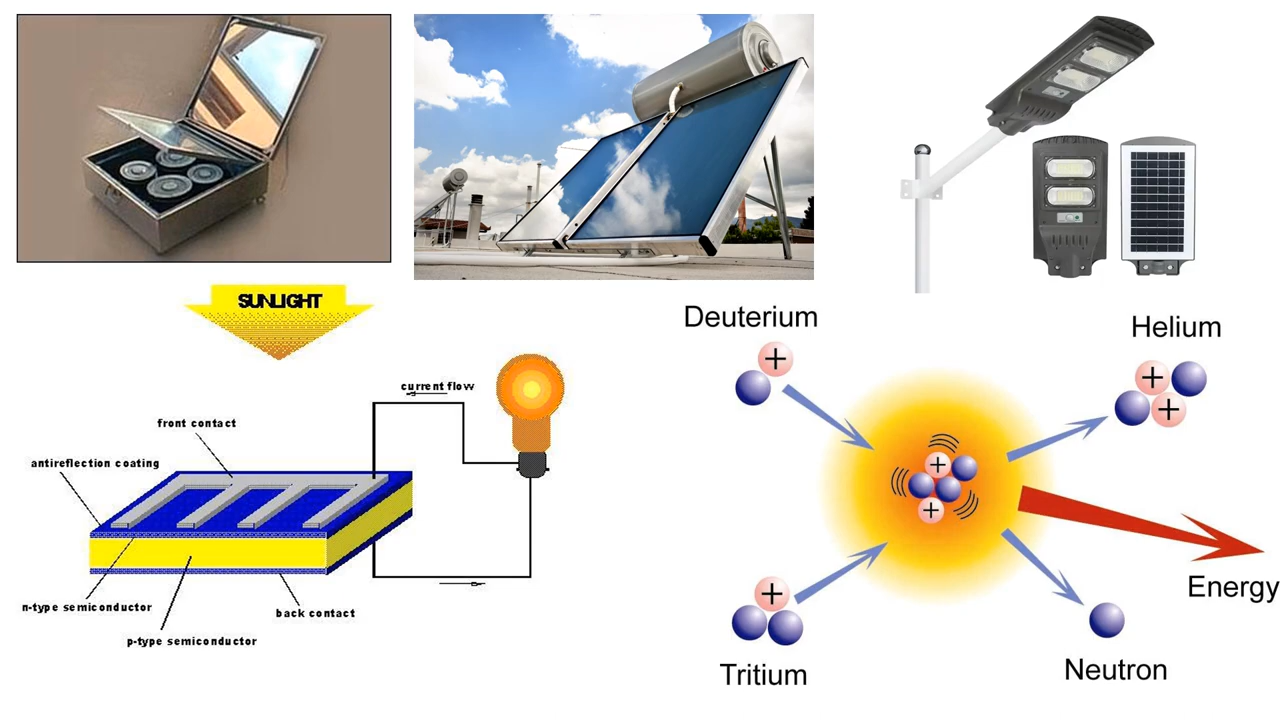 SUNLIGHT
current flow
front contact
antireflection coating
n-type semiconductor
back contact
p-type semiconductor
Deuterium
+
Helium
+
+
+
+
+
Energy
Tritium
Neutron